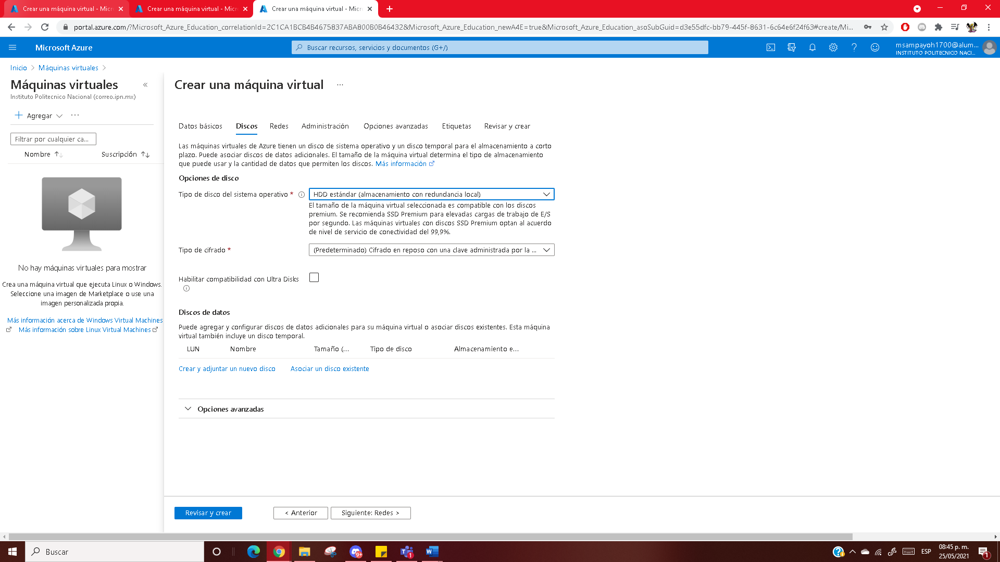 Crear una máquina virtual - Micr
Crear una máquina virtual - Micr
Crear una máquina virtual - Micr
portal.azure.com/?Microsoft_Azure_Education_correlationId=2C1CA1BCB4B4675837ABA800B0B46432&Microsoft_Azure_Education_newA4E=true&Microsoft_Azure_Education_asoSubGuid=d3e55dfc-bb79-445f-8631-6c64e6f24f63#create/Mi...
Microsoft Azure
Buscar recursos, servicios y documentos (G+/)
msampayoh1700@alum...
INSTITUTO POLITECNICO NACI...
Inicio > Máquinas virtuales >
Máquinas virtuales
Instituto Politecnico Nacional (correo.ipn.mx)
Agregar
Filtrar por cualquier ca...
Nombre
Suscripción
No hay máquinas virtuales para mostrar
Crea una máquina virtual que ejecuta Linux o Windows.
Seleccione una imagen de Marketplace o use una
imagen personalizada propia.
Más información acerca de Windows Virtual Machines
Más información sobre Linux Virtual Machines
Crear una máquina virtual ...
Datos básicos Discos Redes Administración Opciones avanzadas Etiquetas Revisar y crear
Las máquinas virtuales de Azure tienen un disco de sistema operativo y un disco temporal para el almacenamiento a corto
plazo. Puede asociar discos de datos adicionales. El tamaño de la máquina virtual determina el tipo de almacenamiento
que puede usar y la cantidad de datos que permiten los discos. Más información
Opciones de disco
Tipo de disco del sistema operativo *
HDD estándar (almacenamiento con redundancia local)
El tamaño de la máquina virtual seleccionada es compatible con los discos
premium. Se recomienda SSD Premium para elevadas cargas de trabajo de E/S
por segundo. Las máquinas virtuales con discos SSD Premium optan al acuerdo
de nivel de servicio de conectividad del 99,9%.
Tipo de cifrado *
(Predeterminado) Cifrado en reposo con una clave administrada por la ...
Habilitar compatibilidad con Ultra Disks
Discos de datos
Puede agregar y configurar discos de datos adicionales para su máquina virtual o asociar discos existentes. Esta máquina
virtual también incluye un disco temporal.
LUN Nombre Tamaño (... Tipo de disco Almacenamiento e...
Crear y adjuntar un nuevo disco Asociar un disco existente
Opciones avanzadas
Revisar y crear < Anterior Siguiente: Redes >
Buscar
9+
1
ESP
08:45 p. m.
25/05/2021
1